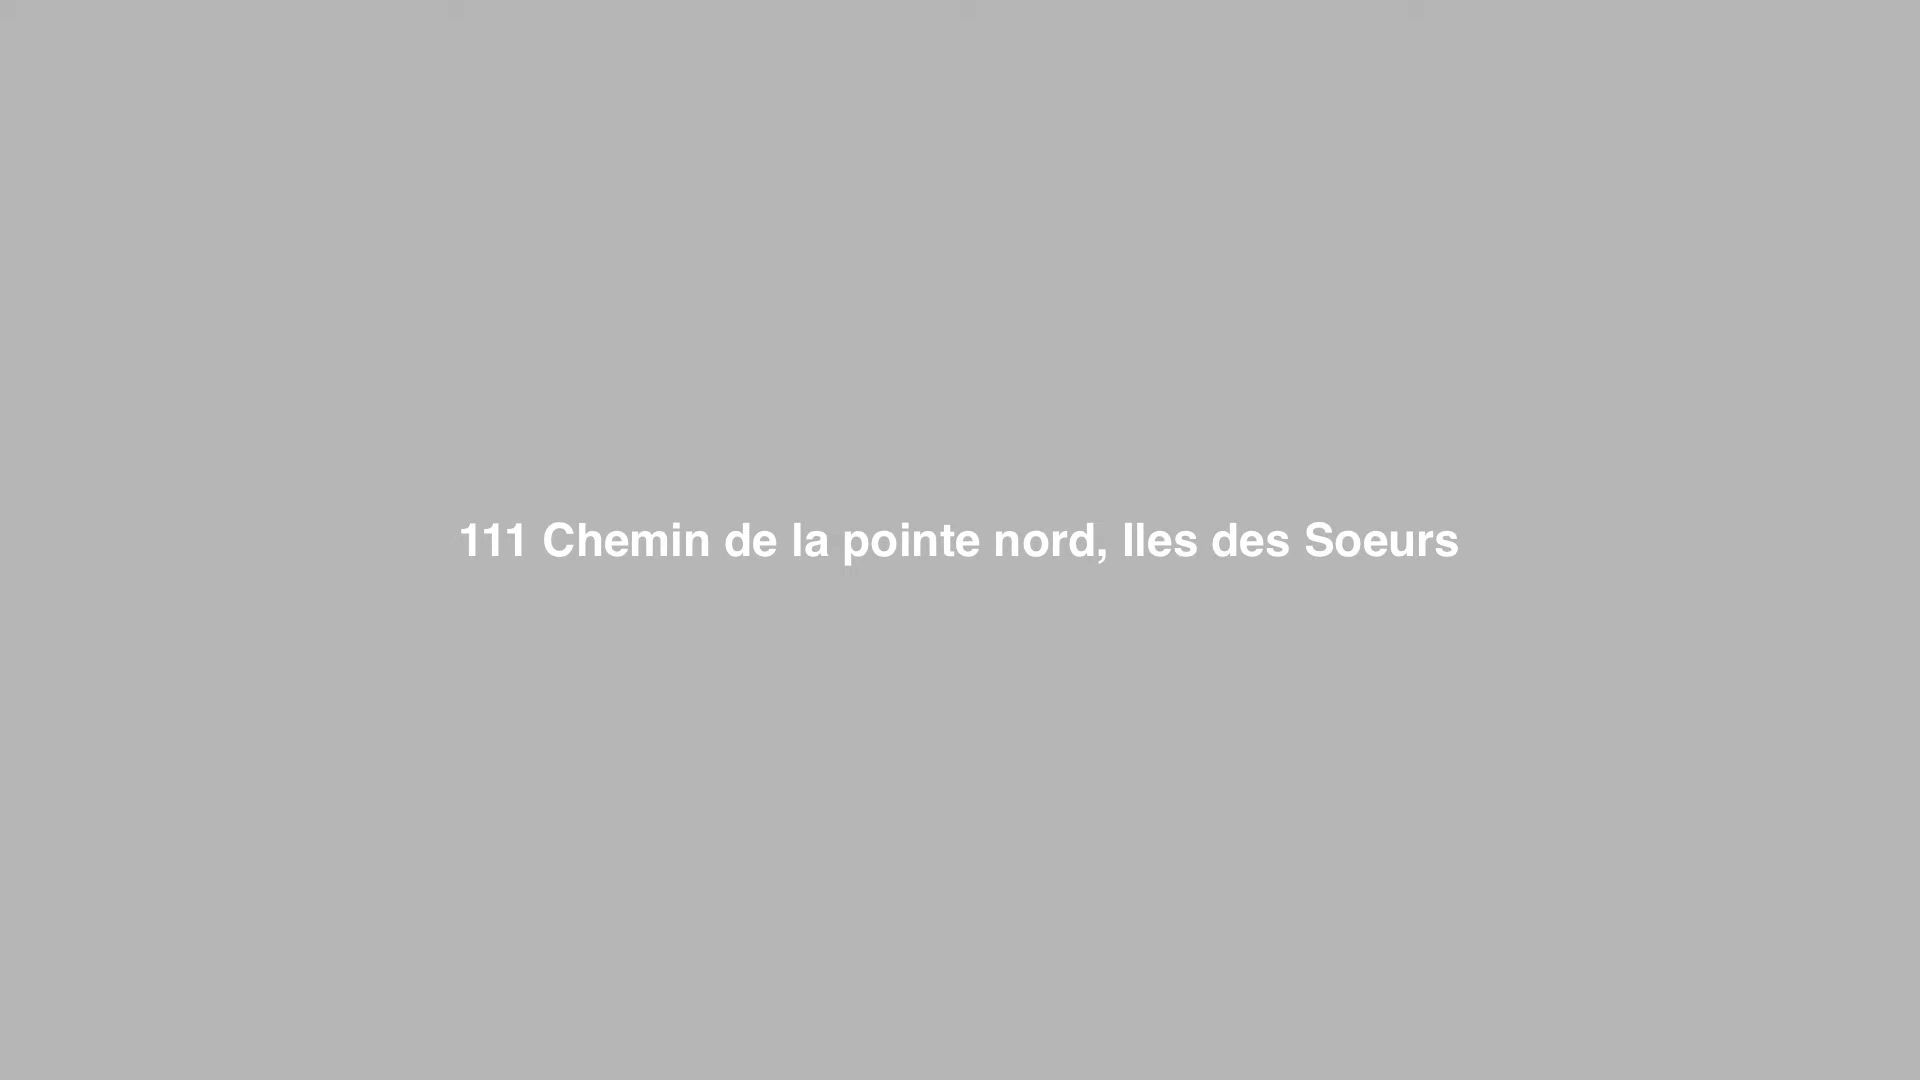 111 Chemin de la pointe nord, Iles des Soeurs